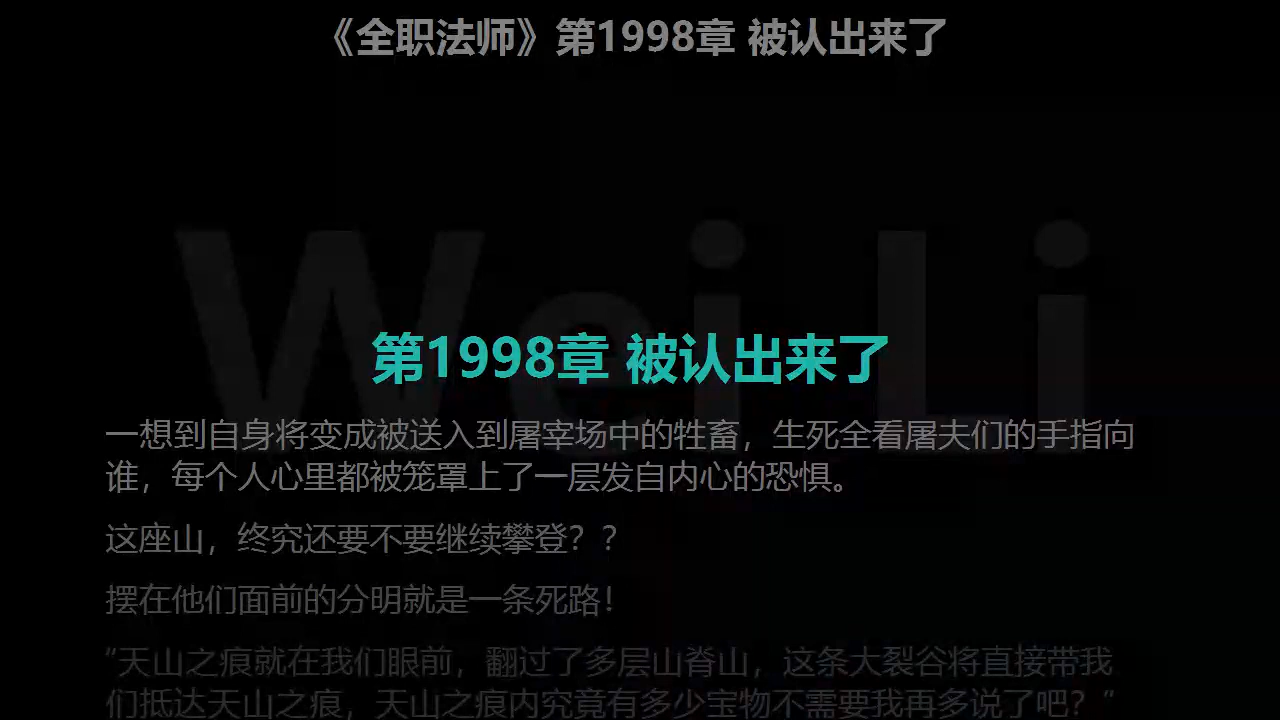 《全职法师》第1998章 被认出来了
Wei Li
第1998章 被认出来了
一想到自身将变成被送入到屠宰场中的牲畜，生死全看屠夫们的手指向
谁，每个人心里都被笼罩上了一层发自内心的恐惧。
这座山，终究还要不要继续攀登？？
摆在他们面前的分明就是一条死路！
“天山之痕就在我们眼前，翻过了多层山脊山，这条大裂谷将直接带我
们抵达天山之痕，天山之痕内究竟有多少宝物不需要我再多说了吧？”